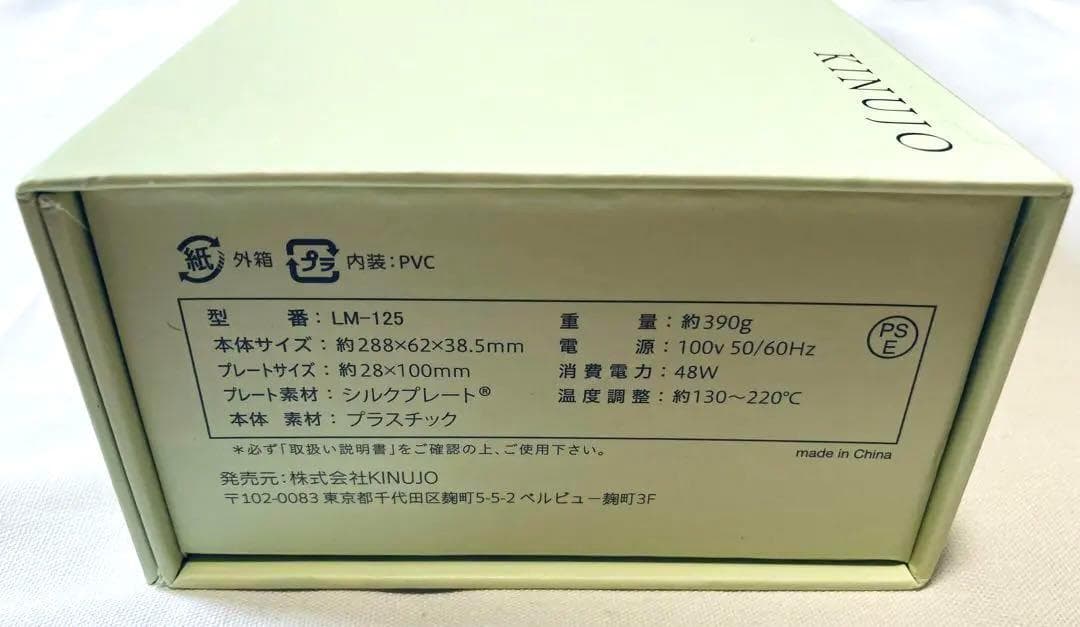 KINUJO
紙 外箱 プラ 内装：PVC
型　　番：LM-125
本体サイズ：約288×62×38.5mm
プレートサイズ：約28×100mm
プレート素材：シルクプレート®
本体 素材：プラスチック
重　　量：約390g
電　　源：100v 50/60Hz
消費電力：48W
温度調整：約130～220℃
PS
E
＊必ず「取扱い説明書」をご確認の上、ご使用下さい。
made in China
発売元：株式会社KINUJO
〒102-0083 東京都千代田区麹町5-5-2 ベルビュー麹町3F